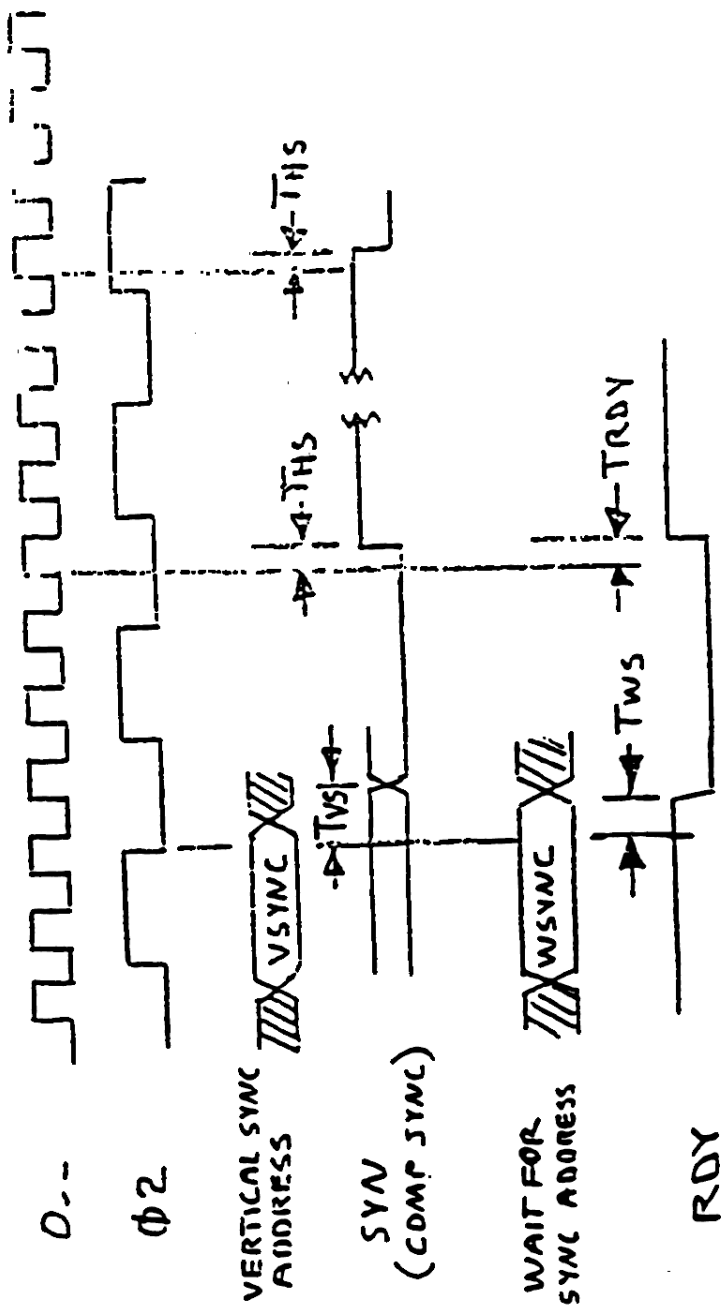 Φ2
VERTICAL SYNC
ADDRESS
VSYNC
TVS
THS
THS
SYN
(COMP SYNC)
WAIT FOR
SYNC ADDRESS
WSYNC
TWS
TRDY
RDY